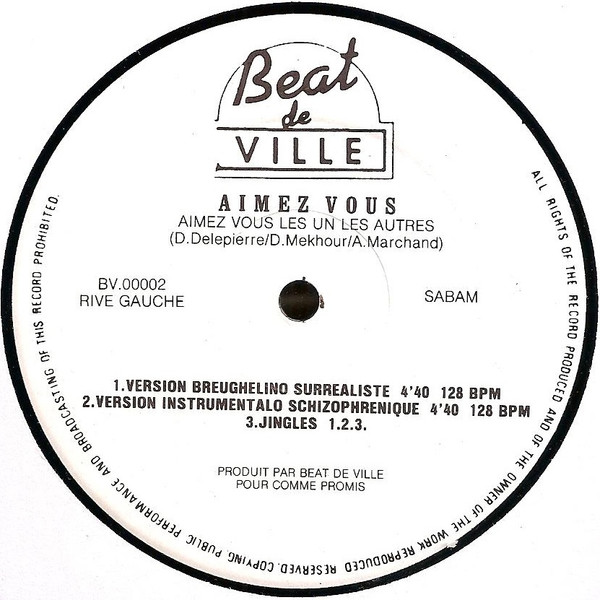 Beat
de
VILLE
AIMEZ VOUS
AIMEZ VOUS LES UN LES AUTRES
(D.Delepierre/D.Mekhour/A.Marchand)
BV.00002
RIVE GAUCHE
SABAM
1.VERSION BREUGHELINO SURREALISTE 4'40 128 BPM
2.VERSION INSTRUMENTALO SCHIZOPHRENIQUE 4'40 128 BPM
3.JINGLES 1.2.3.
PRODUIT PAR BEAT DE VILLE
POUR COMME PROMIS
ALL RIGHTS OF THE RECORD PRODUCED AND OF THE OWNER OF THE WORK REPRODUCED RESERVED.COPYING.PUBLIC PERFORMANCE AND BROADCASTING OF THIS RECORD PROHIBITED.